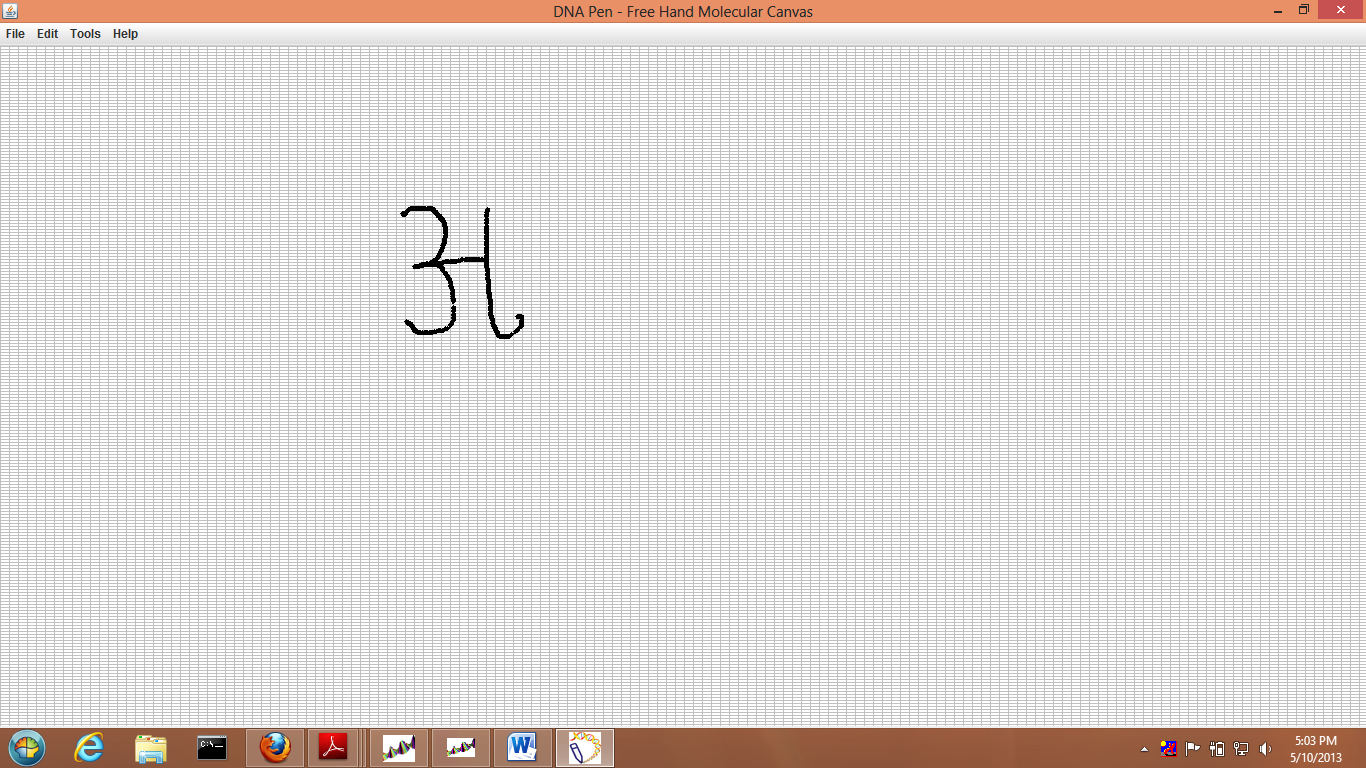 DNA Pen - Free Hand Molecular Canvas
File Edit Tools Help
અ
5:03 PM
5/10/2013